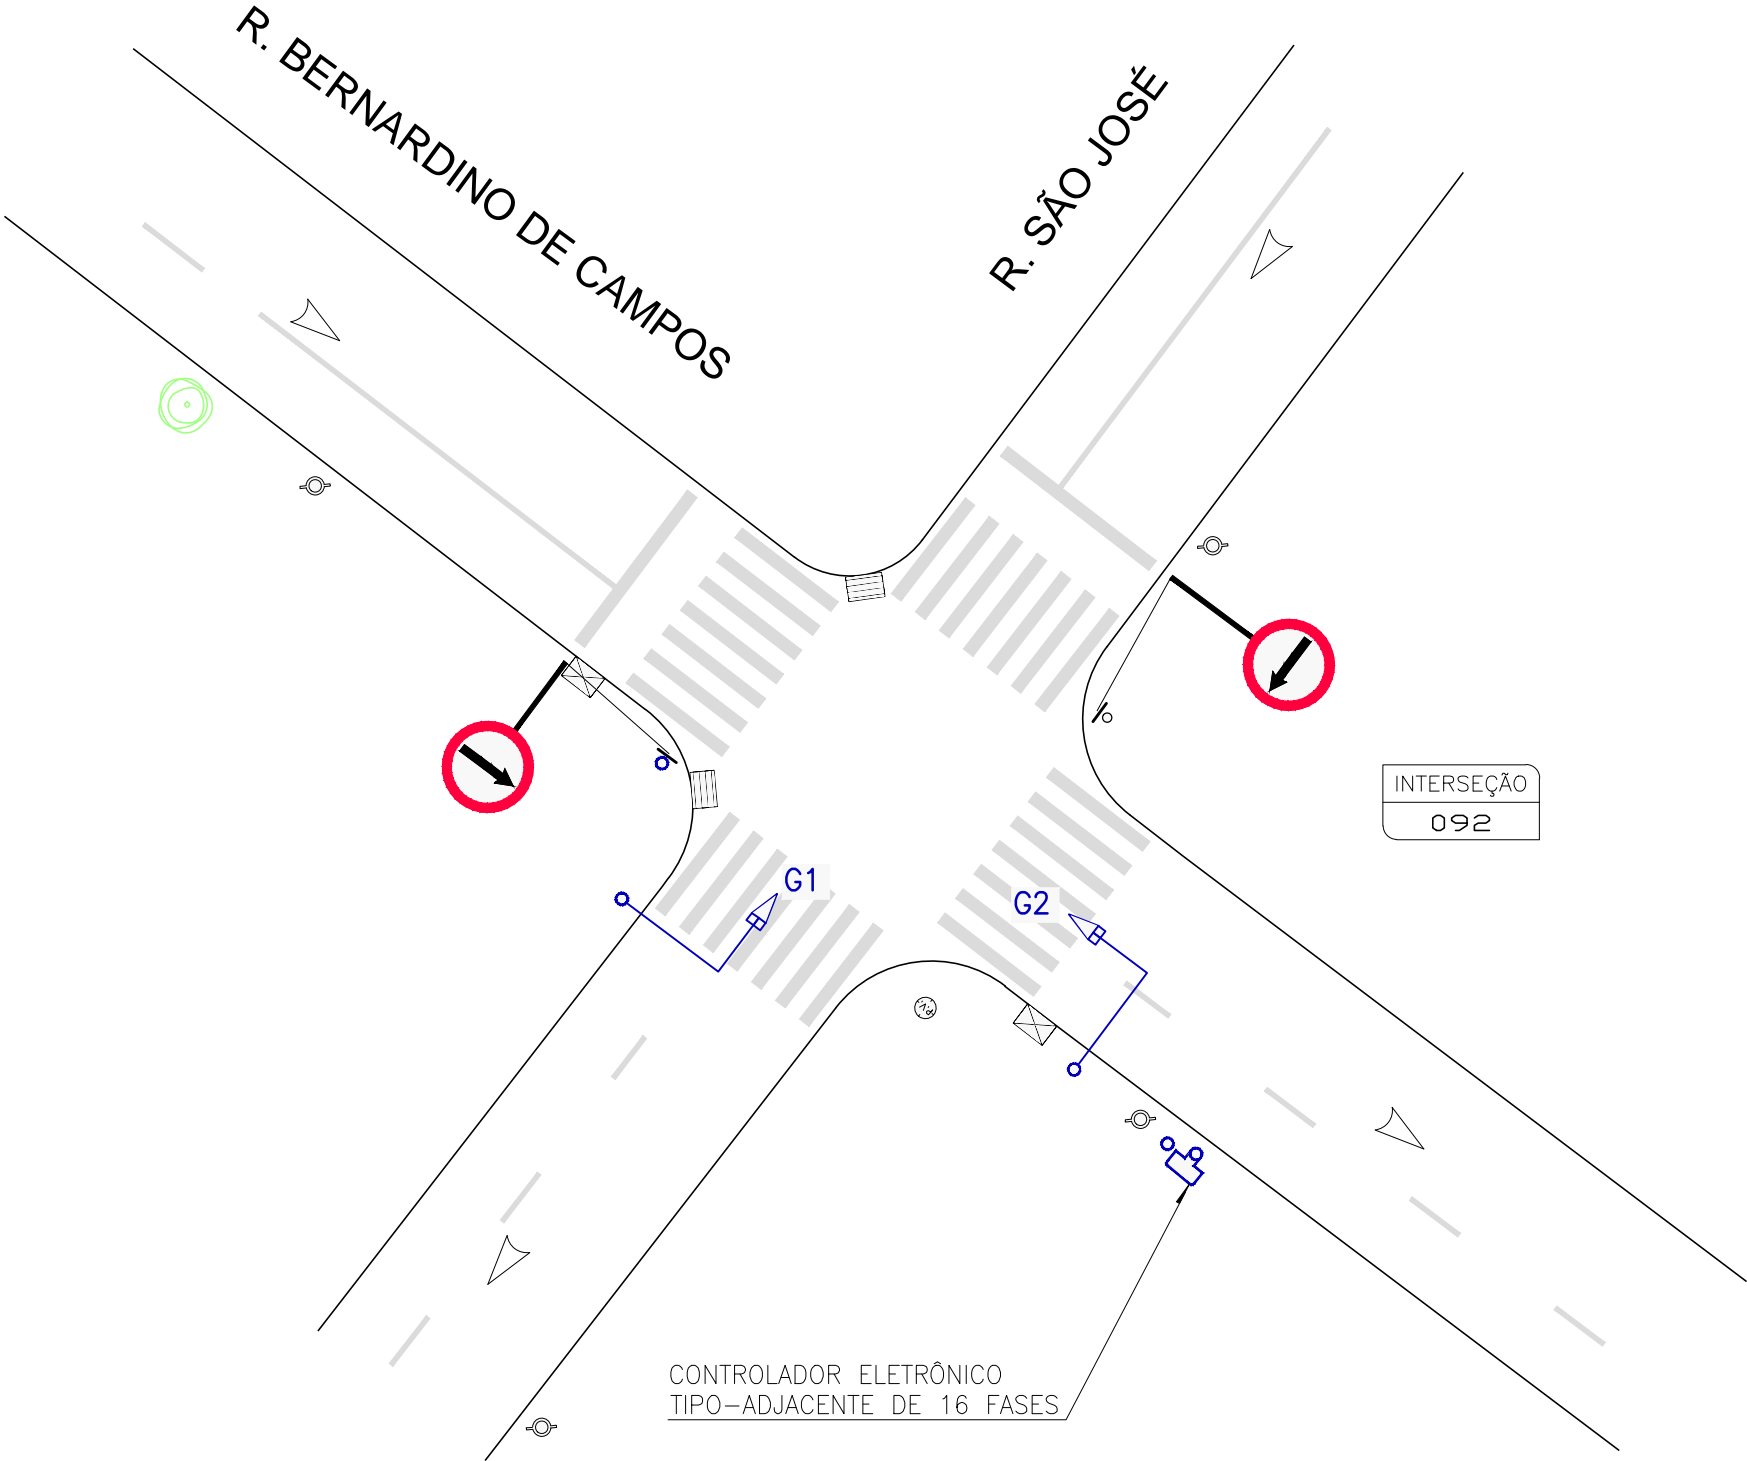 R. BERNARDINO DE CAMPOS
R. SÃO JOSÉ
INTERSEÇÃO
092
G1
G2
P.V.
CONTROLADOR ELETRÔNICO
TIPO-ADJACENTE DE 16 FASES